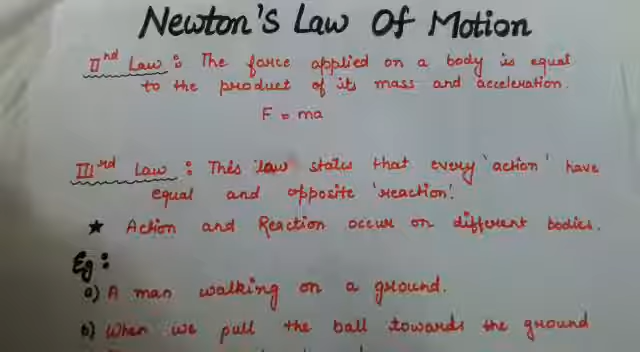 Newton's Law Of Motion
IInd Law : The force applied on a body is equal
to the product of its mass and acceleration.
F = ma
IIIrd Law : This law states that every 'action' have
equal and opposite 'reaction'.
★ Action and Reaction occur on different bodies.
Eg :
a) A man walking on a ground.
b) When we pull the ball towards the ground